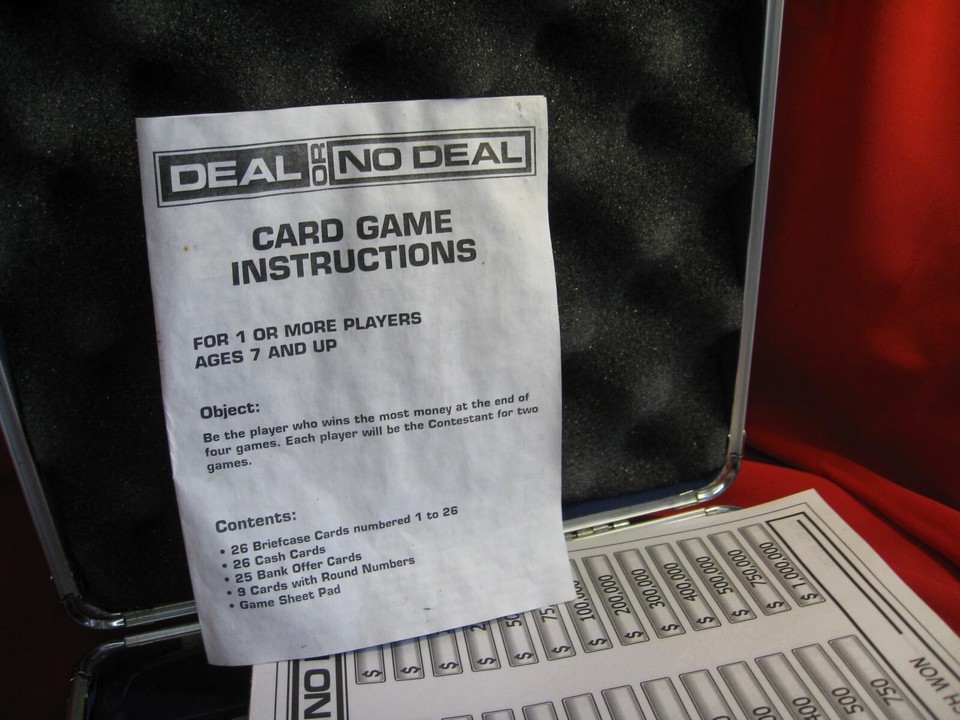 DEAL OR NO DEAL
CARD GAME
INSTRUCTIONS
FOR 1 OR MORE PLAYERS
AGES 7 AND UP
Object:
Be the player who wins the most money at the end of
four games. Each player will be the Contestant for two
games.
Contents:
• 26 Briefcase Cards numbered 1 to 26
• 26 Cash Cards
• 25 Bank Offer Cards
• 9 Cards with Round Numbers
• Game Sheet Pad
$ 1,000,000
$ 750,000
$ 500,000
$ 400,000
$ 300,000
$ 200,000
$
$
$
$
$
$
$
750
500
WON
NO